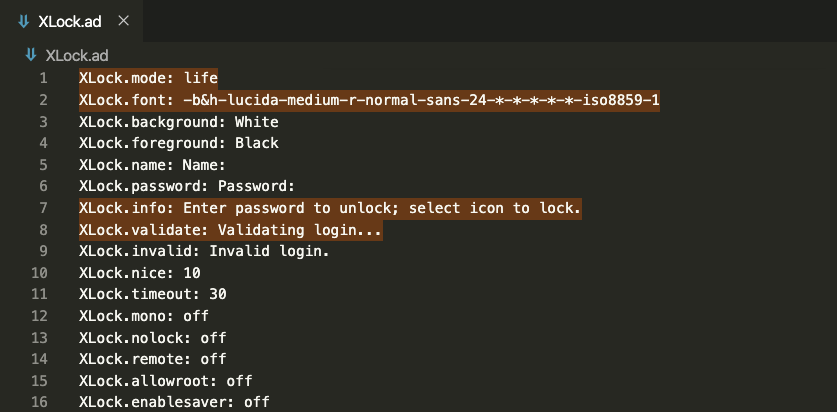 XLock.ad
XLock.ad
1 XLock.mode: life
2 XLock.font: -b&h-lucida-medium-r-normal-sans-24-*-*-*-*-*-iso8859-1
3 XLock.background: White
4 XLock.foreground: Black
5 XLock.name: Name:
6 XLock.password: Password:
7 XLock.info: Enter password to unlock; select icon to lock.
8 XLock.validate: Validating login...
9 XLock.invalid: Invalid login.
10 XLock.nice: 10
11 XLock.timeout: 30
12 XLock.mono: off
13 XLock.nolock: off
14 XLock.remote: off
15 XLock.allowroot: off
16 XLock.enablesaver: off